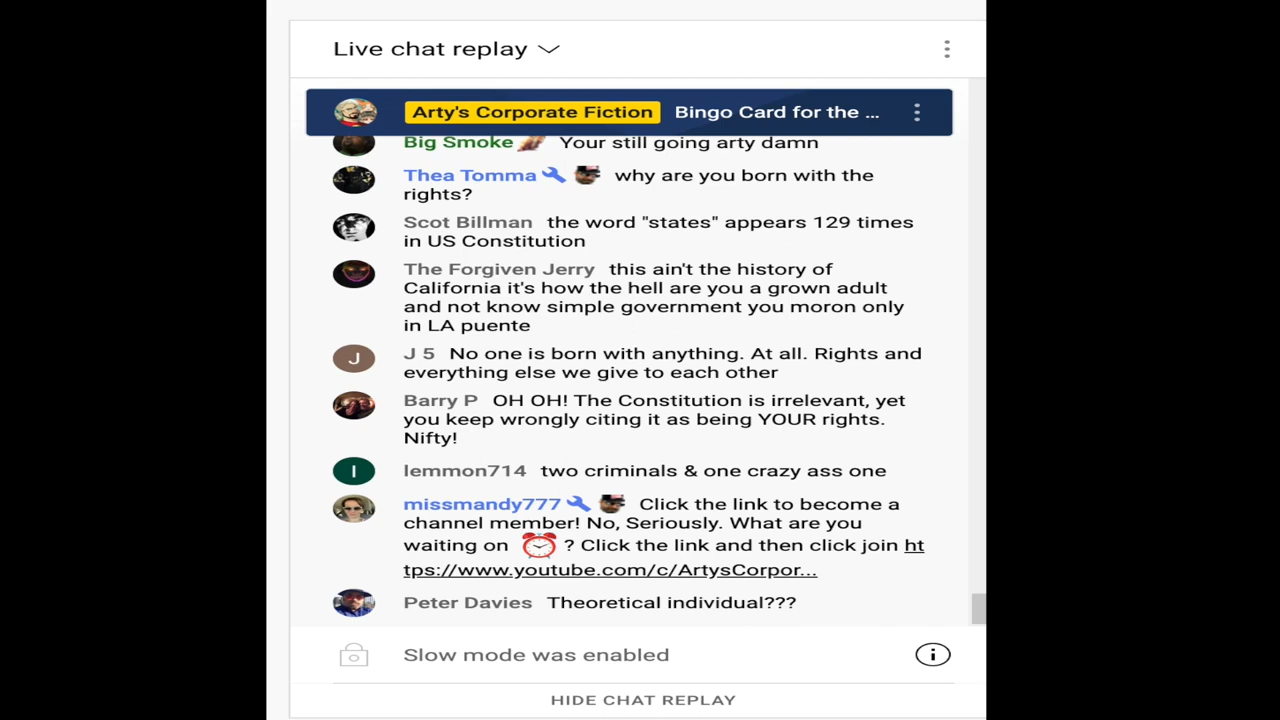 Live chat replay
Arty's Corporate Fiction Bingo Card for the ...
Big Smoke Your still going arty damn
Thea Tomma why are you born with the
rights?
Scot Billman the word "states" appears 129 times
in US Constitution
The Forgiven Jerry this ain't the history of
California it's how the hell are you a grown adult
and not know simple government you moron only
in LA puente
J
J 5 No one is born with anything. At all. Rights and
everything else we give to each other
Barry P OH OH! The Constitution is irrelevant, yet
you keep wrongly citing it as being YOUR rights.
Nifty!
I
lemmon714 two criminals & one crazy ass one
missmandy777 Click the link to become a
channel member! No, Seriously. What are you
waiting on ? Click the link and then click join ht
tps://www.youtube.com/c/ArtysCorpor...
Peter Davies Theoretical individual???
Slow mode was enabled
HIDE CHAT REPLAY